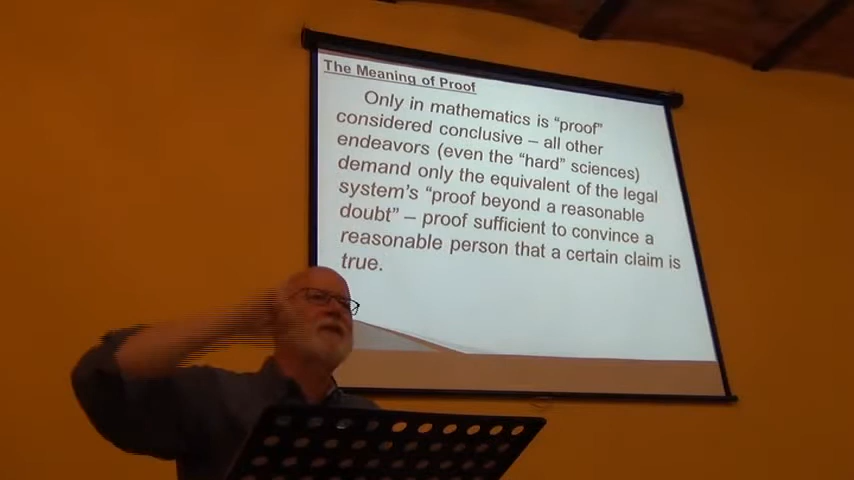 The Meaning of Proof
Only in mathematics is “proof”
considered conclusive – all other
endeavors (even the “hard” sciences)
demand only the equivalent of the legal
system’s “proof beyond a reasonable
doubt” – proof sufficient to convince a
reasonable person that a certain claim is
true.